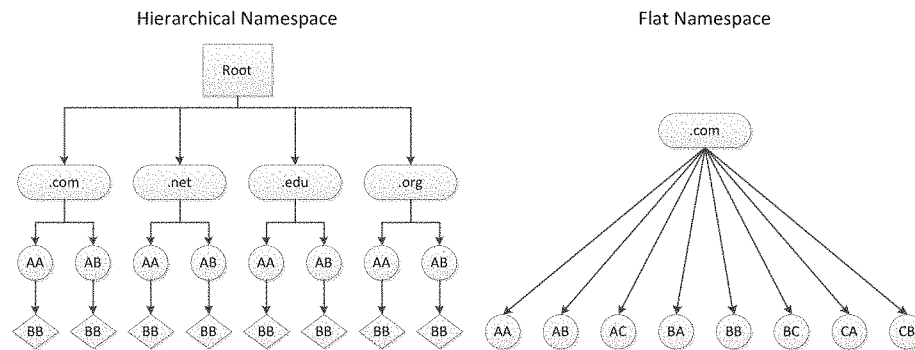 Hierarchical Namespace
Flat Namespace
Root
.com
.com
.net
.edu
.org
AA
AB
AA
AB
AA
AB
AA
AB
BB
BB
BB
BB
BB
BB
BB
BB
AA
AB
AC
BA
BB
BC
CA
CB